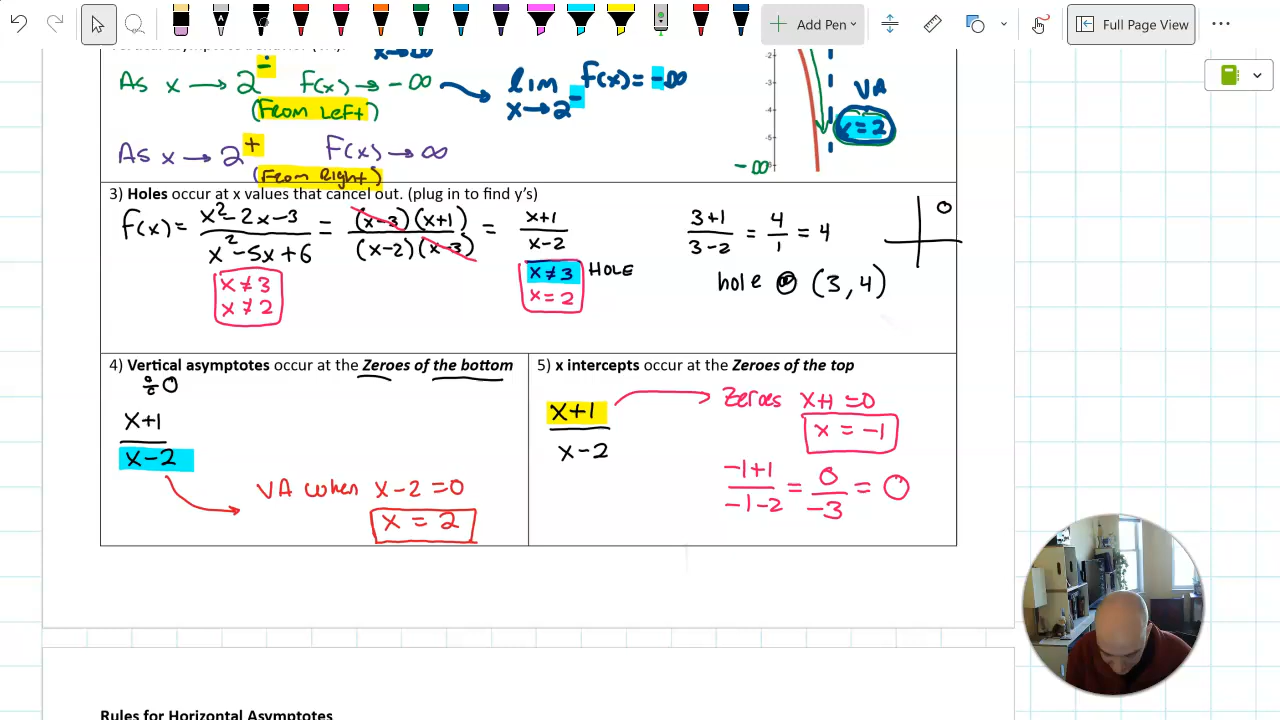 Add Pen
Full Page View
As x → 2⁻ F(x) → -∞
(From Left)
lim F(x) = -∞
x → 2⁻
As x → 2⁺ F(x) → ∞
(From Right)
-2
-3
-4
-5
-∞
VA
x = 2
3) Holes occur at x values that cancel out. (plug in to find y's)
F(x) = x²-2x-3 / x²-5x+6 = (x-3)(x+1) / (x-2)(x-3) = x+1 / x-2
x ≠ 3
x ≠ 2
x ≠ 3 HOLE
x = 2
3+1 / 3-2 = 4/1 = 4
hole @ (3, 4)
4) Vertical asymptotes occur at the Zeroes of the bottom
x+1
x-2
VA when x-2 = 0
x = 2
5) x intercepts occur at the Zeroes of the top
x+1
x-2
Zeroes x+1 = 0
x = -1
-1+1 / -1-2 = 0 / -3 = 0
Rules for Horizontal Asymptotes